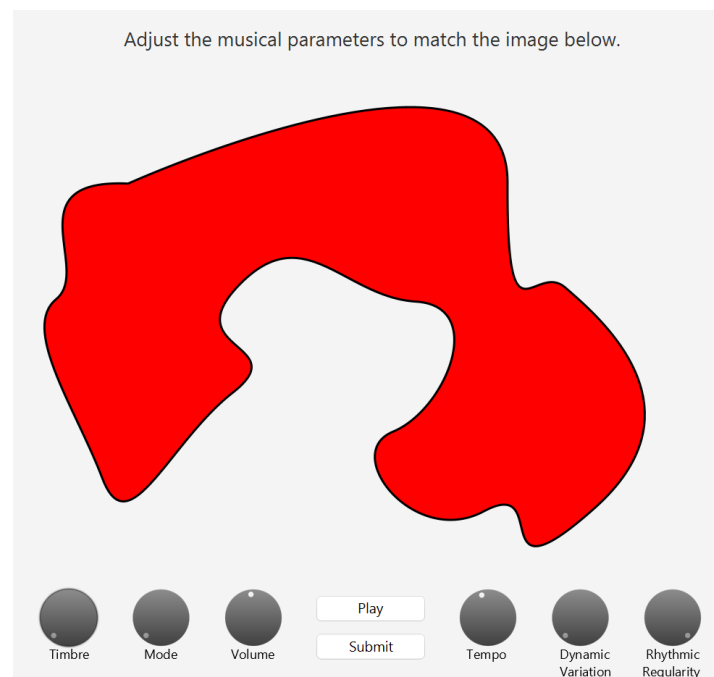 Adjust the musical parameters to match the image below.
Play
Submit
Timbre
Mode
Volume
Tempo
Dynamic
Variation
Rhythmic
Regularity